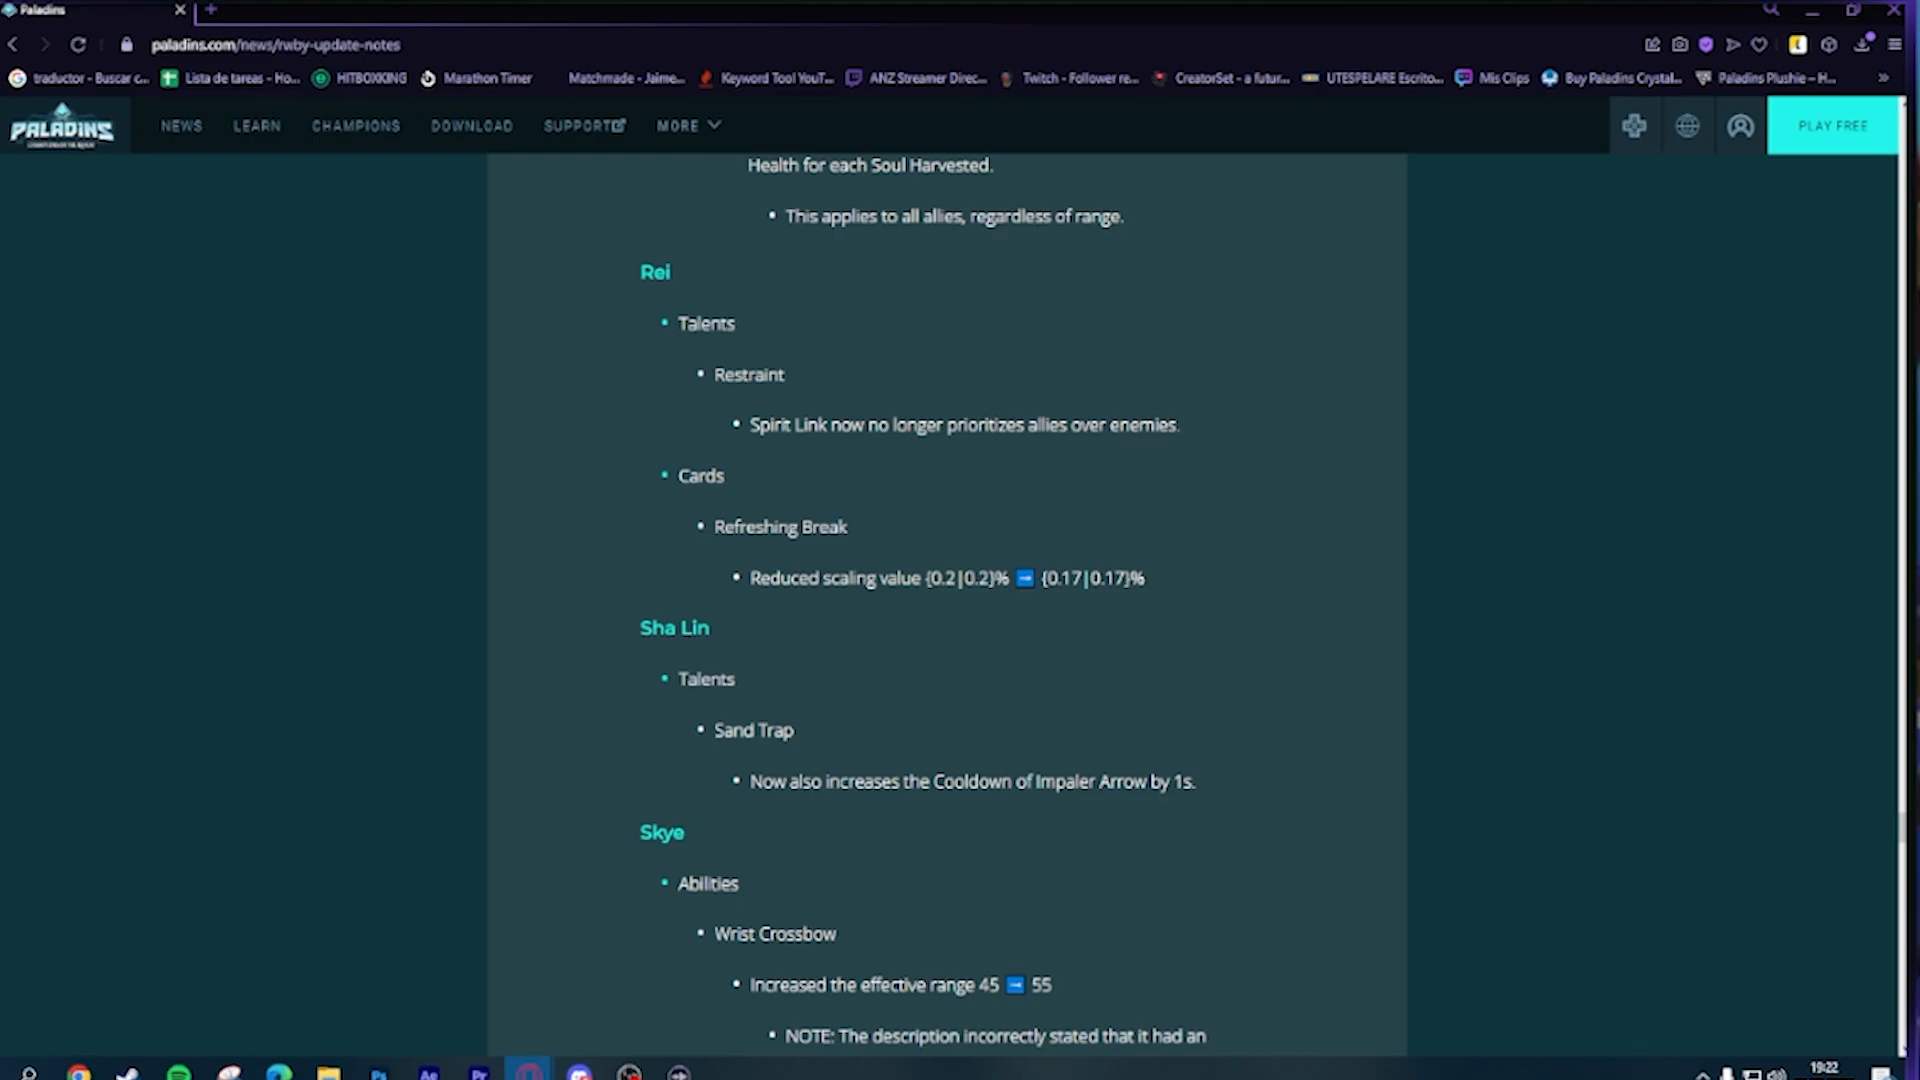 Paladins
paladins.com/news/rwby-update-notes
traductor - Buscar c...
Lista de tareas - Ho...
HITBOXKING
Marathon Timer
Matchmade - Jaime...
Keyword Tool YouT...
ANZ Streamer Direc...
Twitch - Follower re...
CreatorSet - a futur...
UTESPELARE Escrito...
Mis Clips
Buy Paladins Crystal...
Paladins Plushie – H...
PALADINS
NEWS
LEARN
CHAMPIONS
DOWNLOAD
SUPPORT
MORE
PLAY FREE
Health for each Soul Harvested.
• This applies to all allies, regardless of range.
Rei
• Talents
• Restraint
• Spirit Link now no longer prioritizes allies over enemies.
• Cards
• Refreshing Break
• Reduced scaling value {0.2|0.2}% ➡ {0.17|0.17}%
Sha Lin
• Talents
• Sand Trap
• Now also increases the Cooldown of Impaler Arrow by 1s.
Skye
• Abilities
• Wrist Crossbow
• Increased the effective range 45 ➡ 55
• NOTE: The description incorrectly stated that it had an
Ps
Ae
Pr
19:22